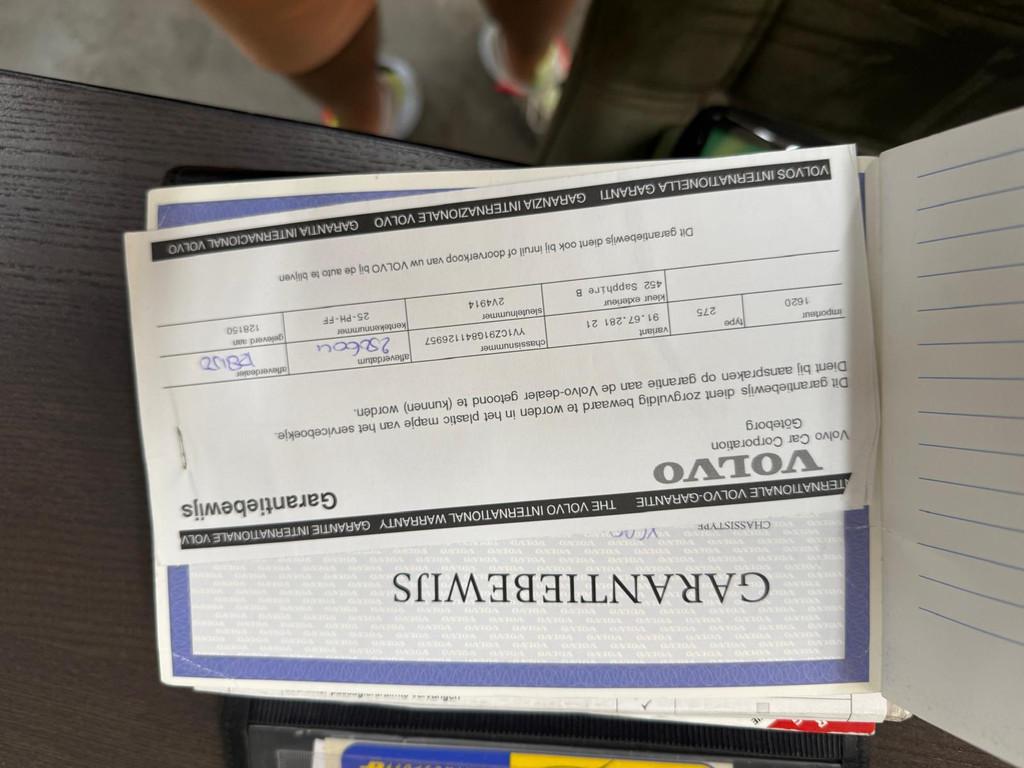 GARANTIEBEWIJS
CHASSISTYPE
INTERNATIONALE VOLVO-GARANTIE THE VOLVO INTERNATIONAL WARRANTY GARANTIE INTERNATIONALE VOLV
VOLVO
Garantiebewijs
Volvo Car Corporation
Göteborg
Dit garantiebewijs dient zorgvuldig bewaard te worden in het plastic mapje van het serviceboekje.
Dient bij aanspraken op garantie aan de Volvo-dealer getoond te (kunnen) worden.
importeur type variant chassisnummer afleverdatum afleverdealer
1620 275 91.67.281 21 YV1CZ91G841126957
kleur exterieur sleutelnummer kentekennummer geleverd aan
452 Sapphire B 2V4914 25-PH-FF 128150
Dit garantiebewijs dient ook bij inruil of doorverkoop van uw VOLVO bij de auto te blijven
VOLVOS INTERNATIONELLA GARANTI GARANZIA INTERNAZIONALE VOLVO GARANTIA INTERNACIONAL VOLVO